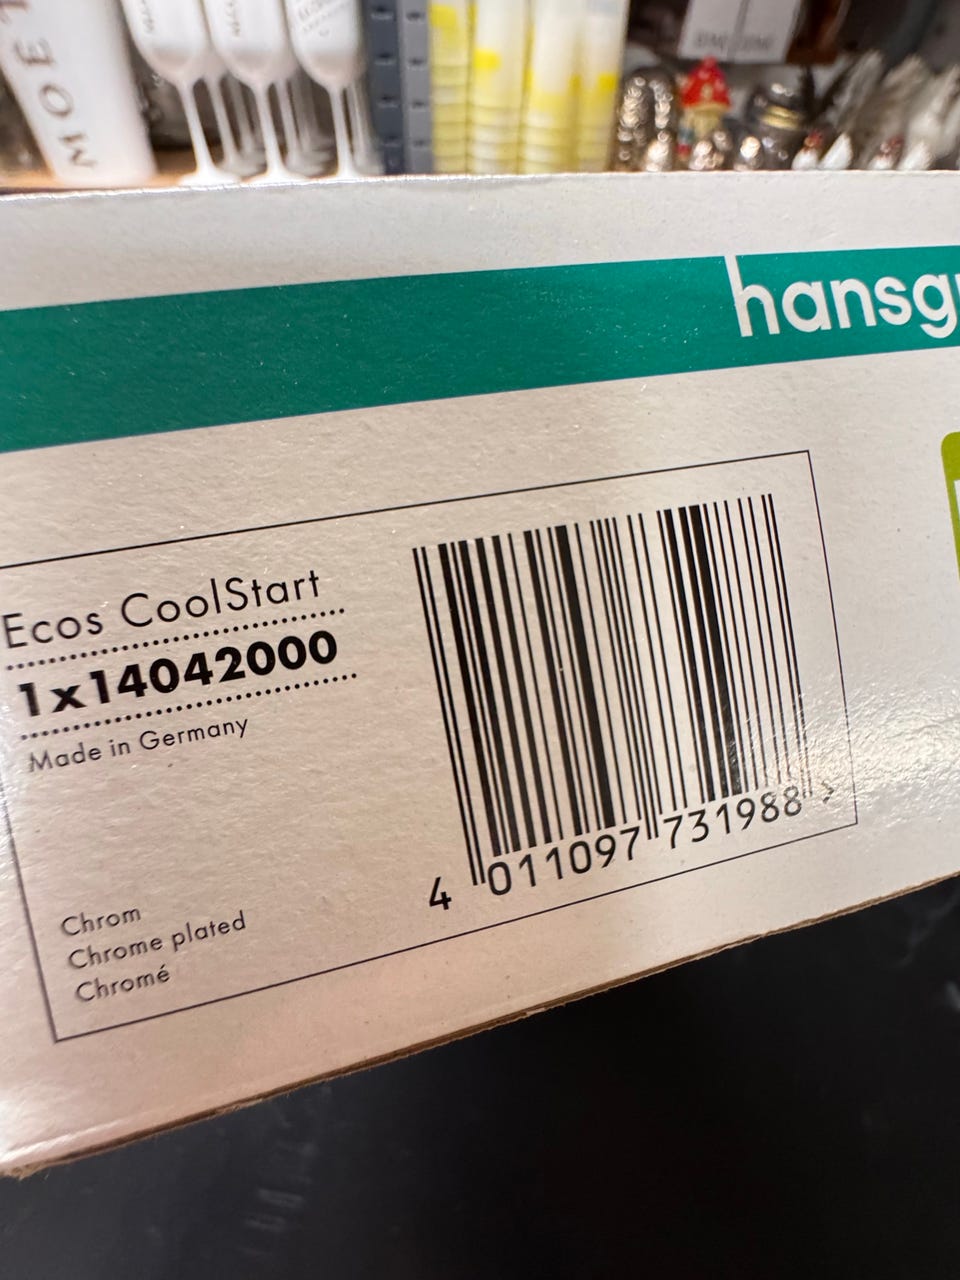 hansg
Ecos CoolStart
1x14042000
Made in Germany
Chrom
Chrome plated
Chromé
4 011097 731988 >